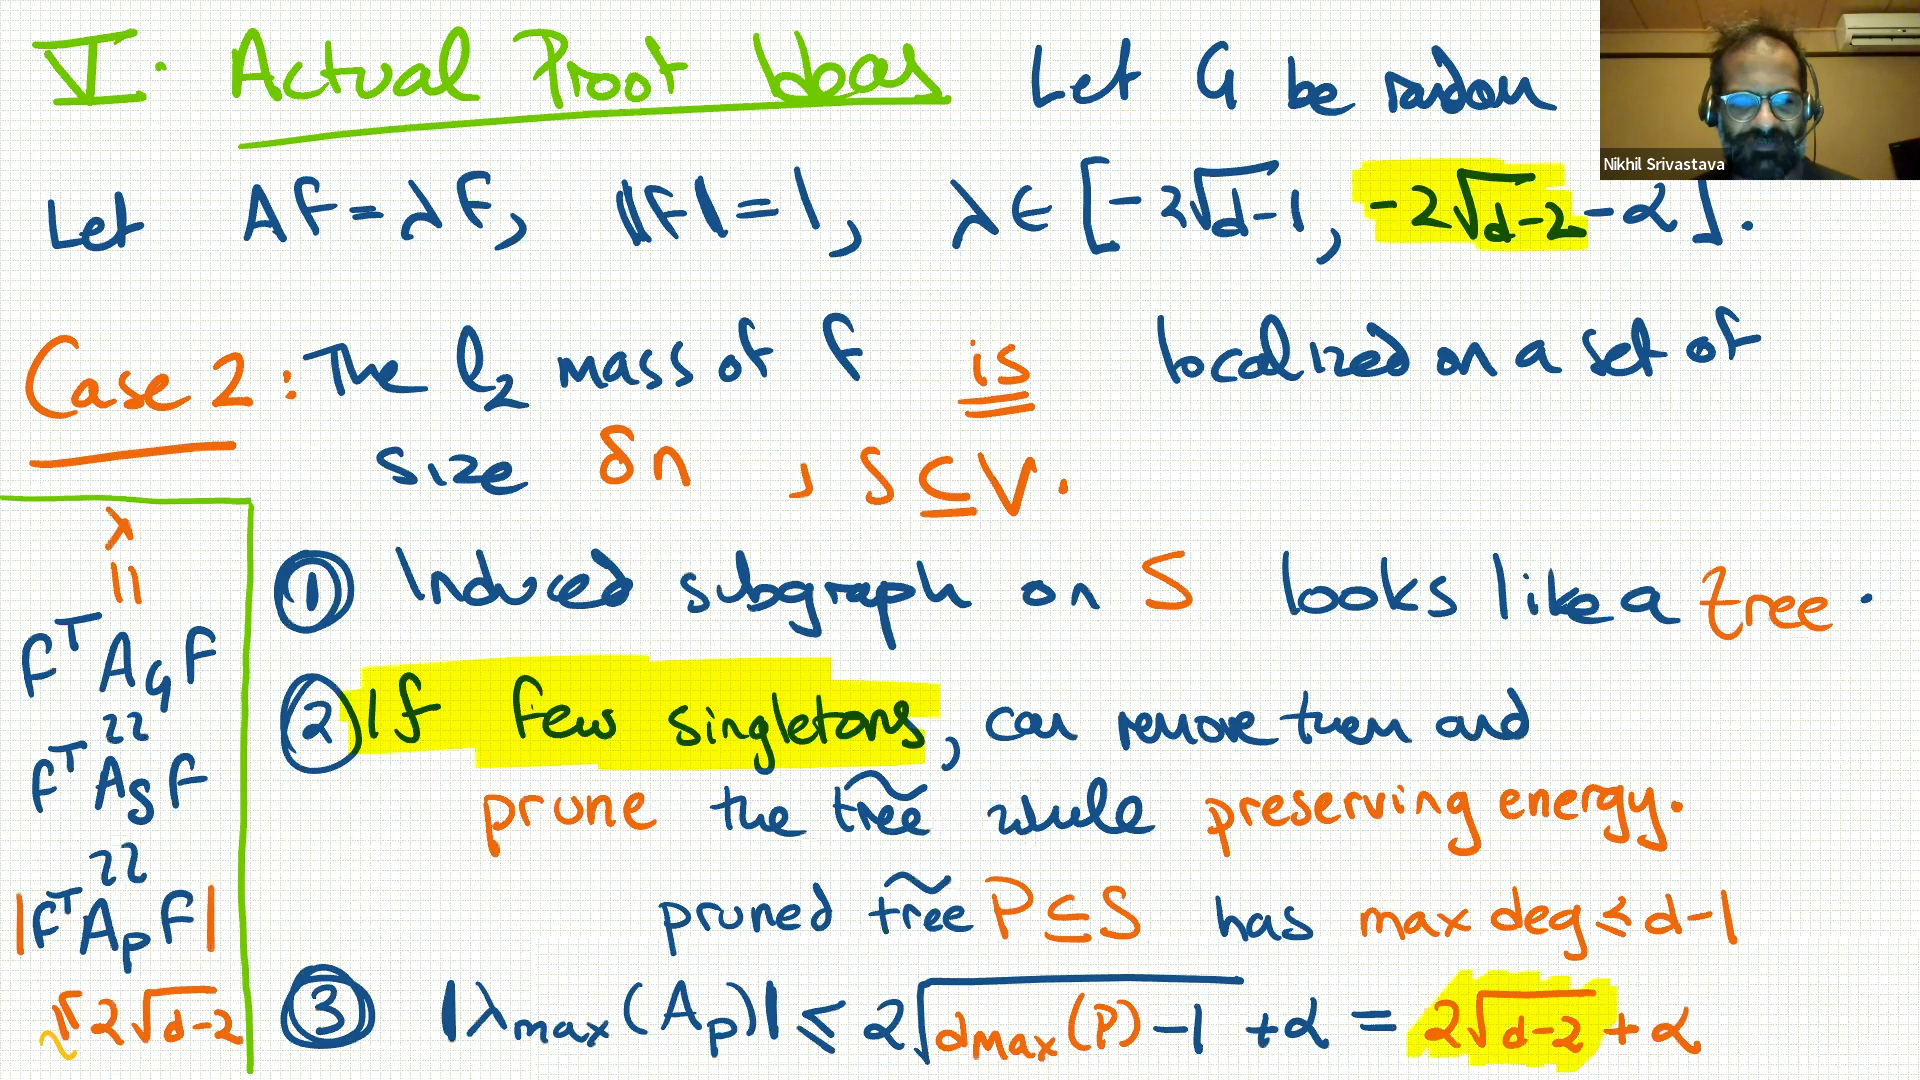 V. Actual Proof Ideas Let G be random
Nikhil Srivastava
Let Af = λf, ||f|| = 1, λ ∈ [-2√d-1, -2√d-2 - α].
Case 2: The l₂ mass of f is localized on a set of
size δn, S ⊆ V.
① Induced subgraph on S looks like a tree.
② If few singletons, can remove them and
prune the t͠ree while preserving energy.
pruned t͠ree P ⊆ S has max deg ≤ d-1
③ |λmax(A_P)| ≤ 2√dmax(P)-1 + α = 2√d-2 + α
λ
=
fᵀA_G f
≈
fᵀA_S f
≈
|fᵀA_P f|
≲ 2√d-2